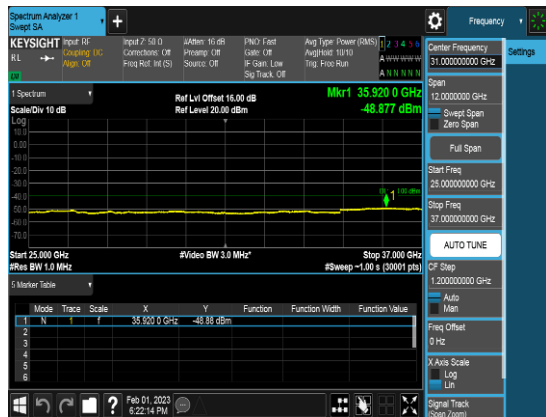 Spectrum Analyzer 1
Swept SA
Frequency
KEYSIGHT
RL
Input: RF
Coupling: DC
Align: Off
Input Z: 50 Ω
Corrections: Off
Freq Ref: Int (S)
#Atten: 16 dB
Preamp: Off
Source: Off
PNO: Fast
Gate: Off
IF Gain: Low
Sig Track: Off
Avg Type: Power (RMS)
Avg|Hold: 10/10
Trig: Free Run
1 2 3 4 5 6
A W W W W W
A N N N N N
LV
1 Spectrum
Scale/Div 10 dB
Log
Ref Lvl Offset 16.00 dB
Ref Level 20.00 dBm
Mkr1 35.920 0 GHz
-48.877 dBm
10.0
0.00
-10.0
-20.0
-30.0
-40.0
-50.0
-60.0
-70.0
1
Start 25.000 GHz
#Res BW 1.0 MHz
#Video BW 3.0 MHz*
Stop 37.000 GHz
#Sweep ~1.00 s (30001 pts)
5 Marker Table
Mode Trace Scale X Y Function Function Width Function Value
1 N 1 f 35.920 0 GHz -48.88 dBm
2
3
4
5
6
Feb 01, 2023
6:22:14 PM
Center Frequency
31.000000000 GHz
Settings
Span
12.0000000 GHz
Swept Span
Zero Span
Full Span
Start Freq
25.000000000 GHz
Stop Freq
37.000000000 GHz
AUTO TUNE
CF Step
1.200000000 GHz
Auto
Man
Freq Offset
0 Hz
X Axis Scale
Log
Lin
Signal Track
(Span Zoom)